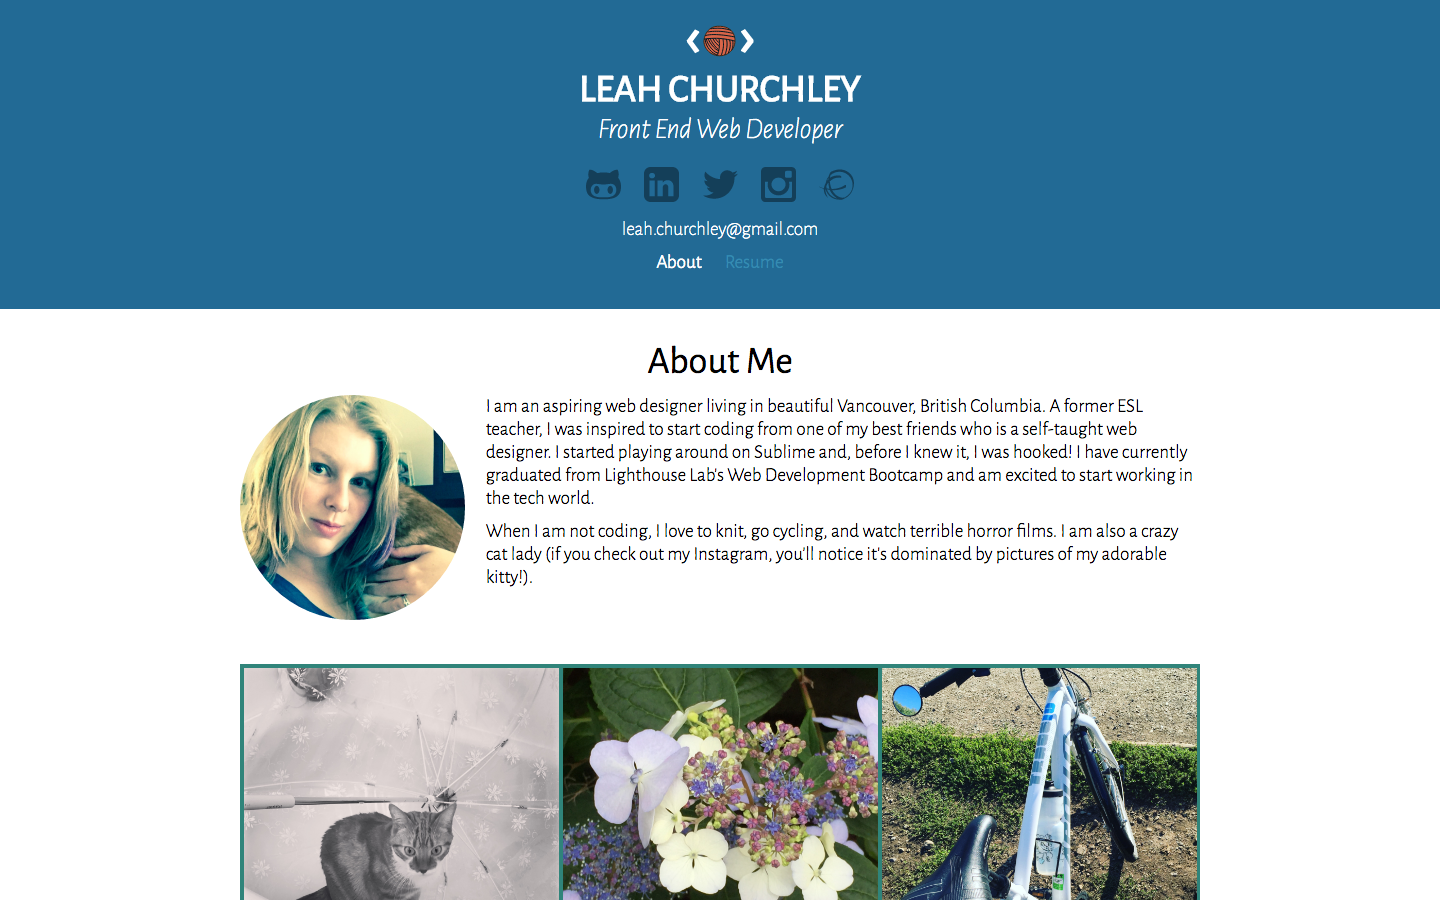 LEAH CHURCHLEY
Front End Web Developer
leah.churchley@gmail.com
About Resume
About Me
I am an aspiring web designer living in beautiful Vancouver, British Columbia. A former ESL
teacher, I was inspired to start coding from one of my best friends who is a self-taught web
designer. I started playing around on Sublime and, before I knew it, I was hooked! I have currently
graduated from Lighthouse Lab's Web Development Bootcamp and am excited to start working in
the tech world.
When I am not coding, I love to knit, go cycling, and watch terrible horror films. I am also a crazy
cat lady (if you check out my Instagram, you'll notice it's dominated by pictures of my adorable
kitty!).